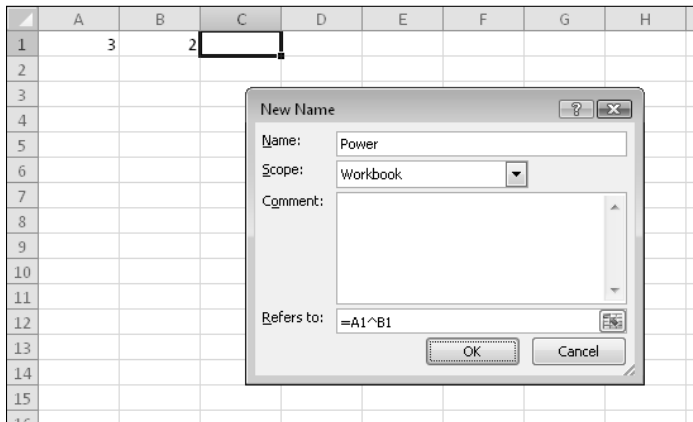 A B C D E F G H
1 3 2
2
3
4
5
6
7
8
9
10
11
12
13
14
15
16
New Name
?
Name: Power
Scope: Workbook
Comment:
Refers to: =A1^B1
OK Cancel